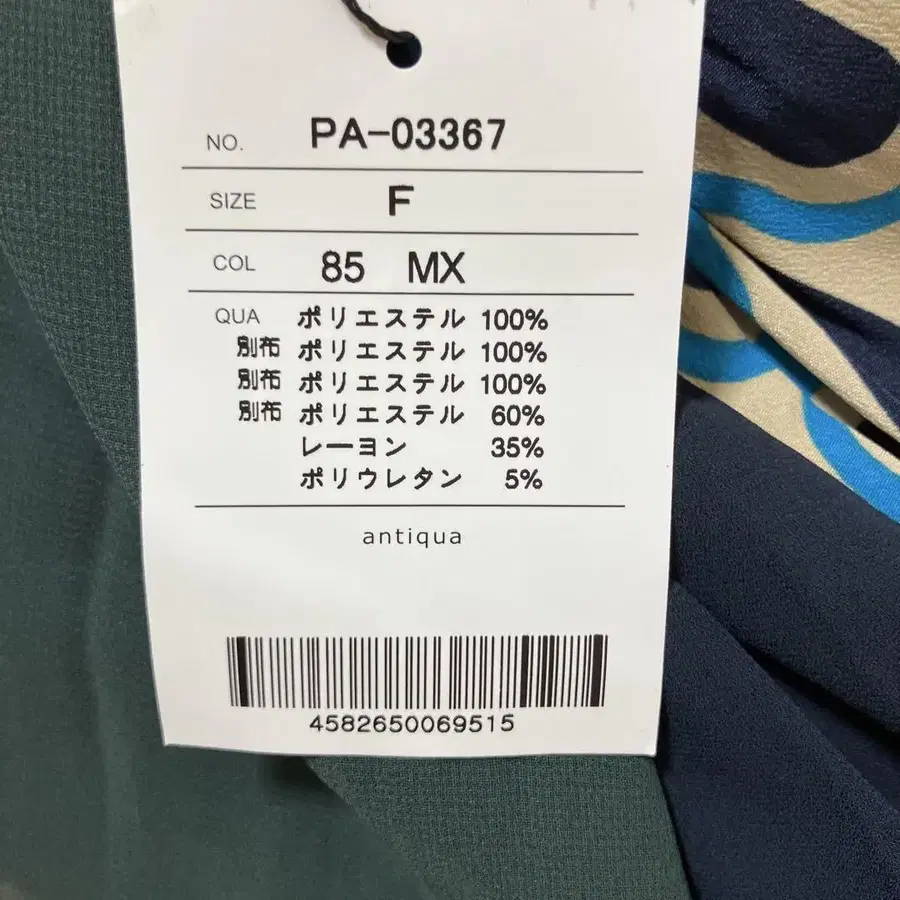 NO. PA-03367
SIZE F
COL 85 MX
QUA ポリエステル 100%
別布 ポリエステル 100%
別布 ポリエステル 100%
別布 ポリエステル 60%
レーヨン 35%
ポリウレタン 5%
antiqua
4582650069515